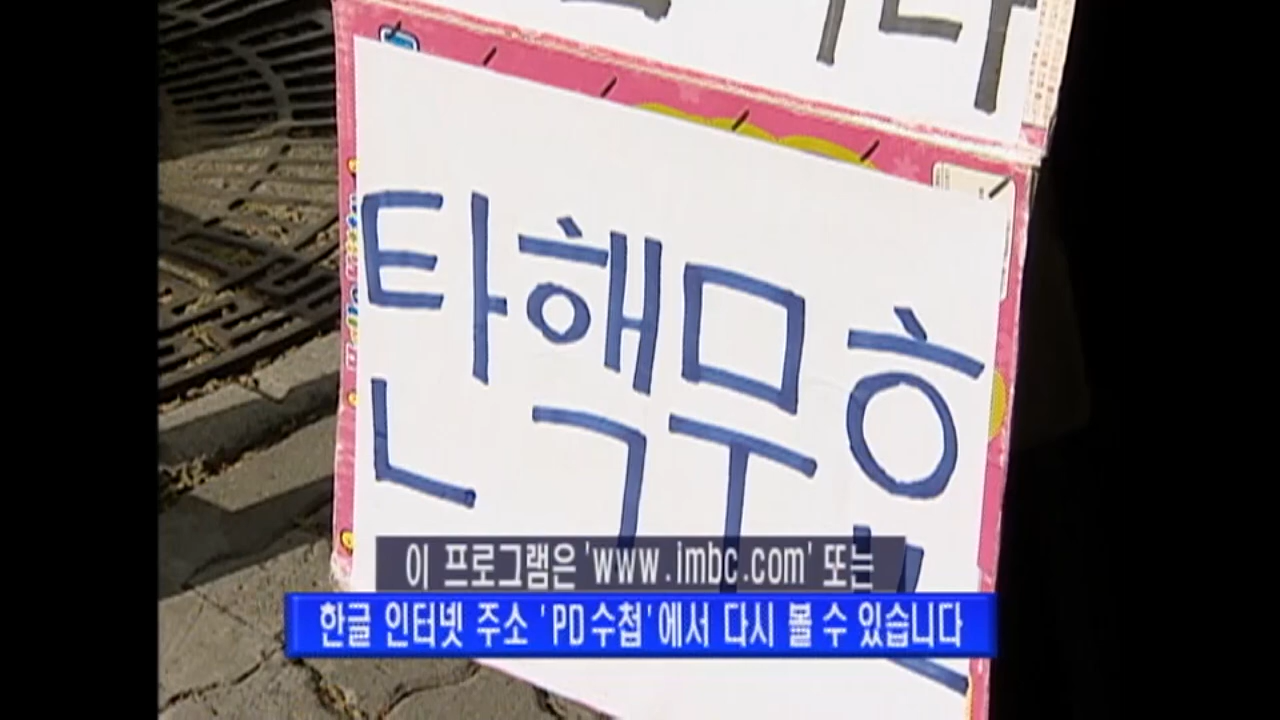 탄핵무효
이 프로그램은 'www.imbc.com' 또는
한글 인터넷 주소 'PD수첩'에서 다시 볼 수 있습니다